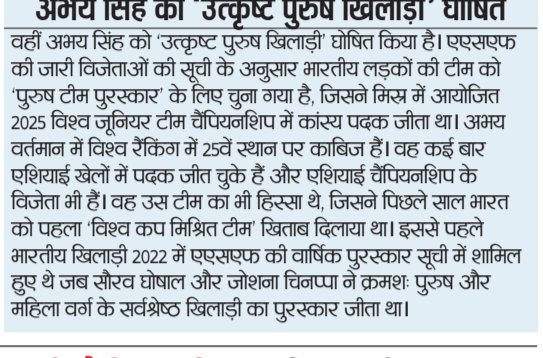 अभय सिंह को ‘उत्कृष्ट पुरुष खिलाड़ी’ घोषित
वहीं अभय सिंह को ‘उत्कृष्ट पुरुष खिलाड़ी’ घोषित किया है। एएसएफ
की जारी विजेताओं की सूची के अनुसार भारतीय लड़कों की टीम को
‘पुरुष टीम पुरस्कार’ के लिए चुना गया है, जिसने मिस्र में आयोजित
2025 विश्व जूनियर टीम चैंपियनशिप में कांस्य पदक जीता था। अभय
वर्तमान में विश्व रैंकिंग में 25वें स्थान पर काबिज हैं। वह कई बार
एशियाई खेलों में पदक जीत चुके हैं और एशियाई चैंपियनशिप के
विजेता भी हैं। वह उस टीम का भी हिस्सा थे, जिसने पिछले साल भारत
को पहला ‘विश्व कप मिश्रित टीम’ खिताब दिलाया था। इससे पहले
भारतीय खिलाड़ी 2022 में एएसएफ की वार्षिक पुरस्कार सूची में शामिल
हुए थे जब सौरव घोषाल और जोशना चिनप्पा ने क्रमशः पुरुष और
महिला वर्ग के सर्वश्रेष्ठ खिलाड़ी का पुरस्कार जीता था।